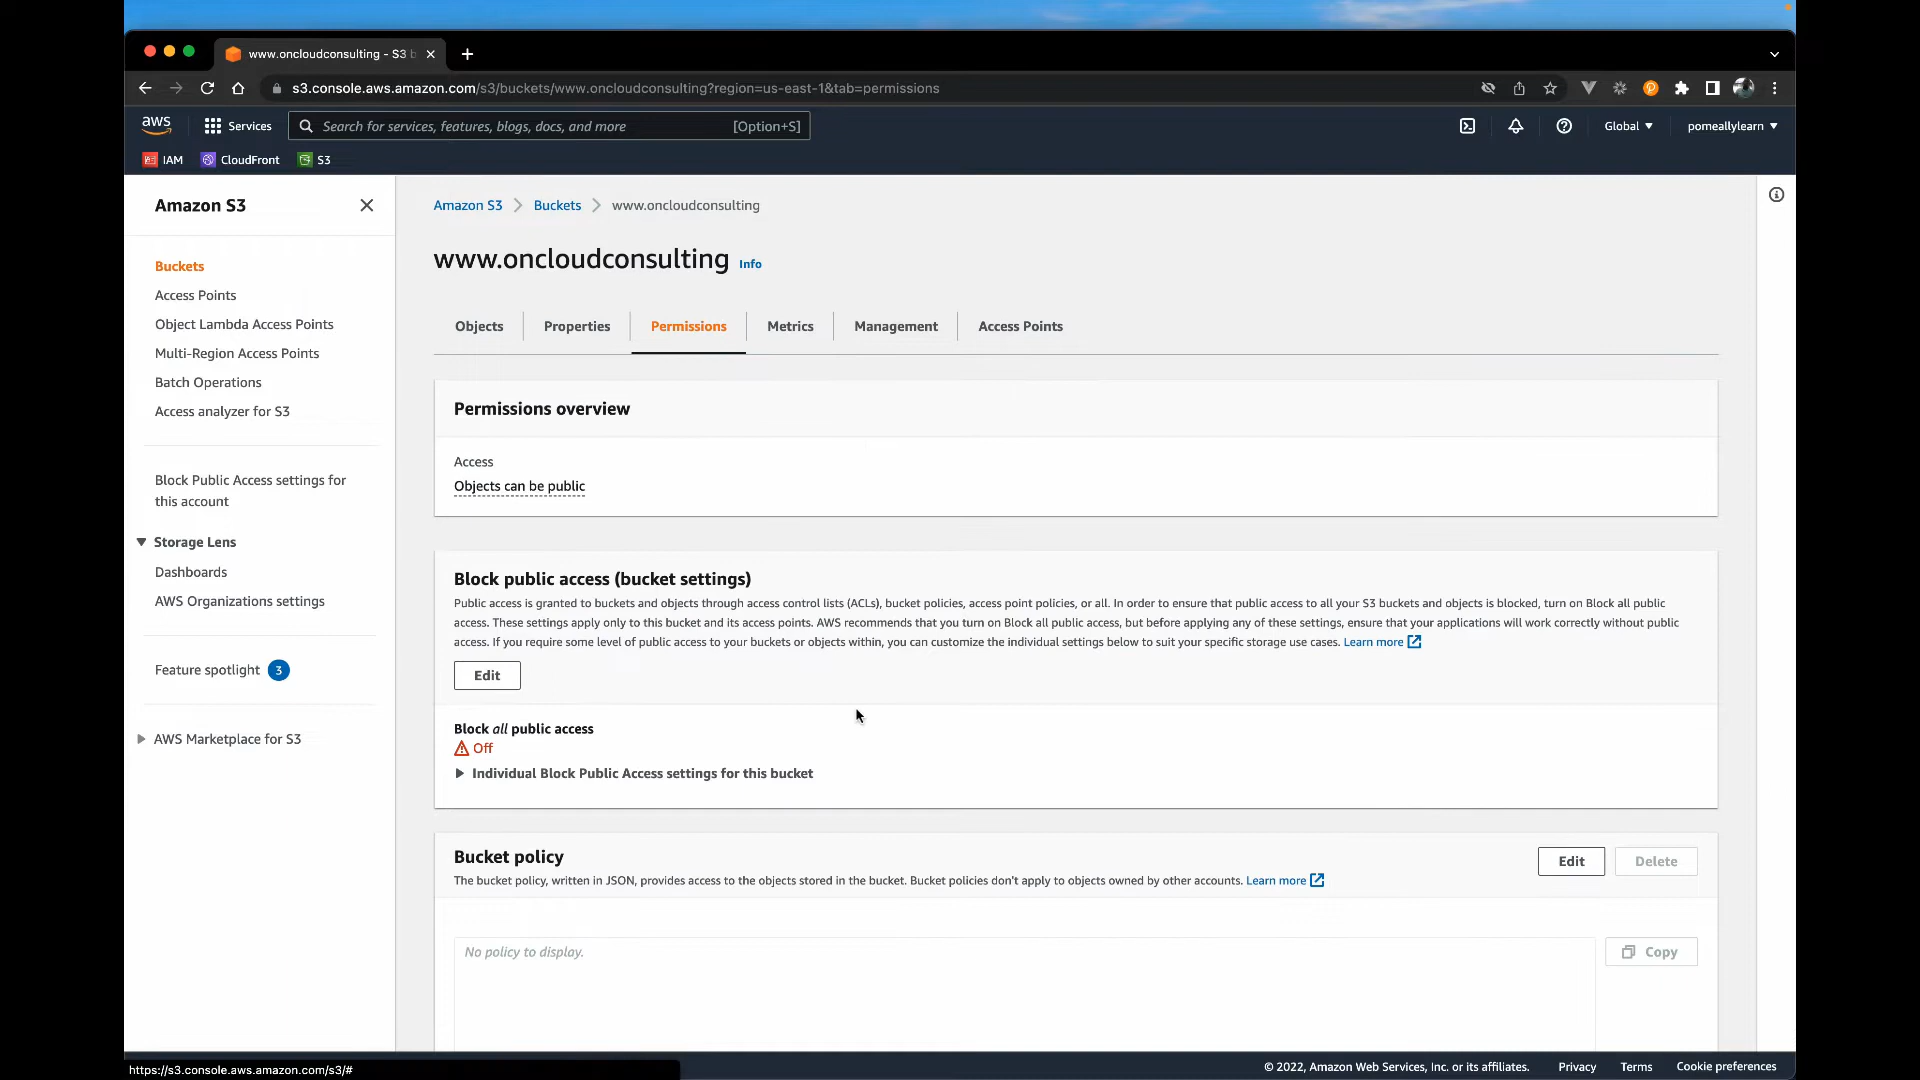 www.oncloudconsulting - S3 b
s3.console.aws.amazon.com/s3/buckets/www.oncloudconsulting?region=us-east-1&tab=permissions
aws
Services
Search for services, features, blogs, docs, and more
[Option+S]
Global
pomeallylearn
IAM
CloudFront
S3
Amazon S3
Buckets
Access Points
Object Lambda Access Points
Multi-Region Access Points
Batch Operations
Access analyzer for S3
Block Public Access settings for
this account
Storage Lens
Dashboards
AWS Organizations settings
Feature spotlight 3
AWS Marketplace for S3
Amazon S3 > Buckets > www.oncloudconsulting
www.oncloudconsulting Info
Objects
Properties
Permissions
Metrics
Management
Access Points
Permissions overview
Access
Objects can be public
Block public access (bucket settings)
Public access is granted to buckets and objects through access control lists (ACLs), bucket policies, access point policies, or all. In order to ensure that public access to all your S3 buckets and objects is blocked, turn on Block all public
access. These settings apply only to this bucket and its access points. AWS recommends that you turn on Block all public access, but before applying any of these settings, ensure that your applications will work correctly without public
access. If you require some level of public access to your buckets or objects within, you can customize the individual settings below to suit your specific storage use cases. Learn more
Edit
Block all public access
Off
Individual Block Public Access settings for this bucket
Bucket policy
The bucket policy, written in JSON, provides access to the objects stored in the bucket. Bucket policies don't apply to objects owned by other accounts. Learn more
Edit
Delete
No policy to display.
Copy
https://s3.console.aws.amazon.com/s3/#
© 2022, Amazon Web Services, Inc. or its affiliates.
Privacy
Terms
Cookie preferences